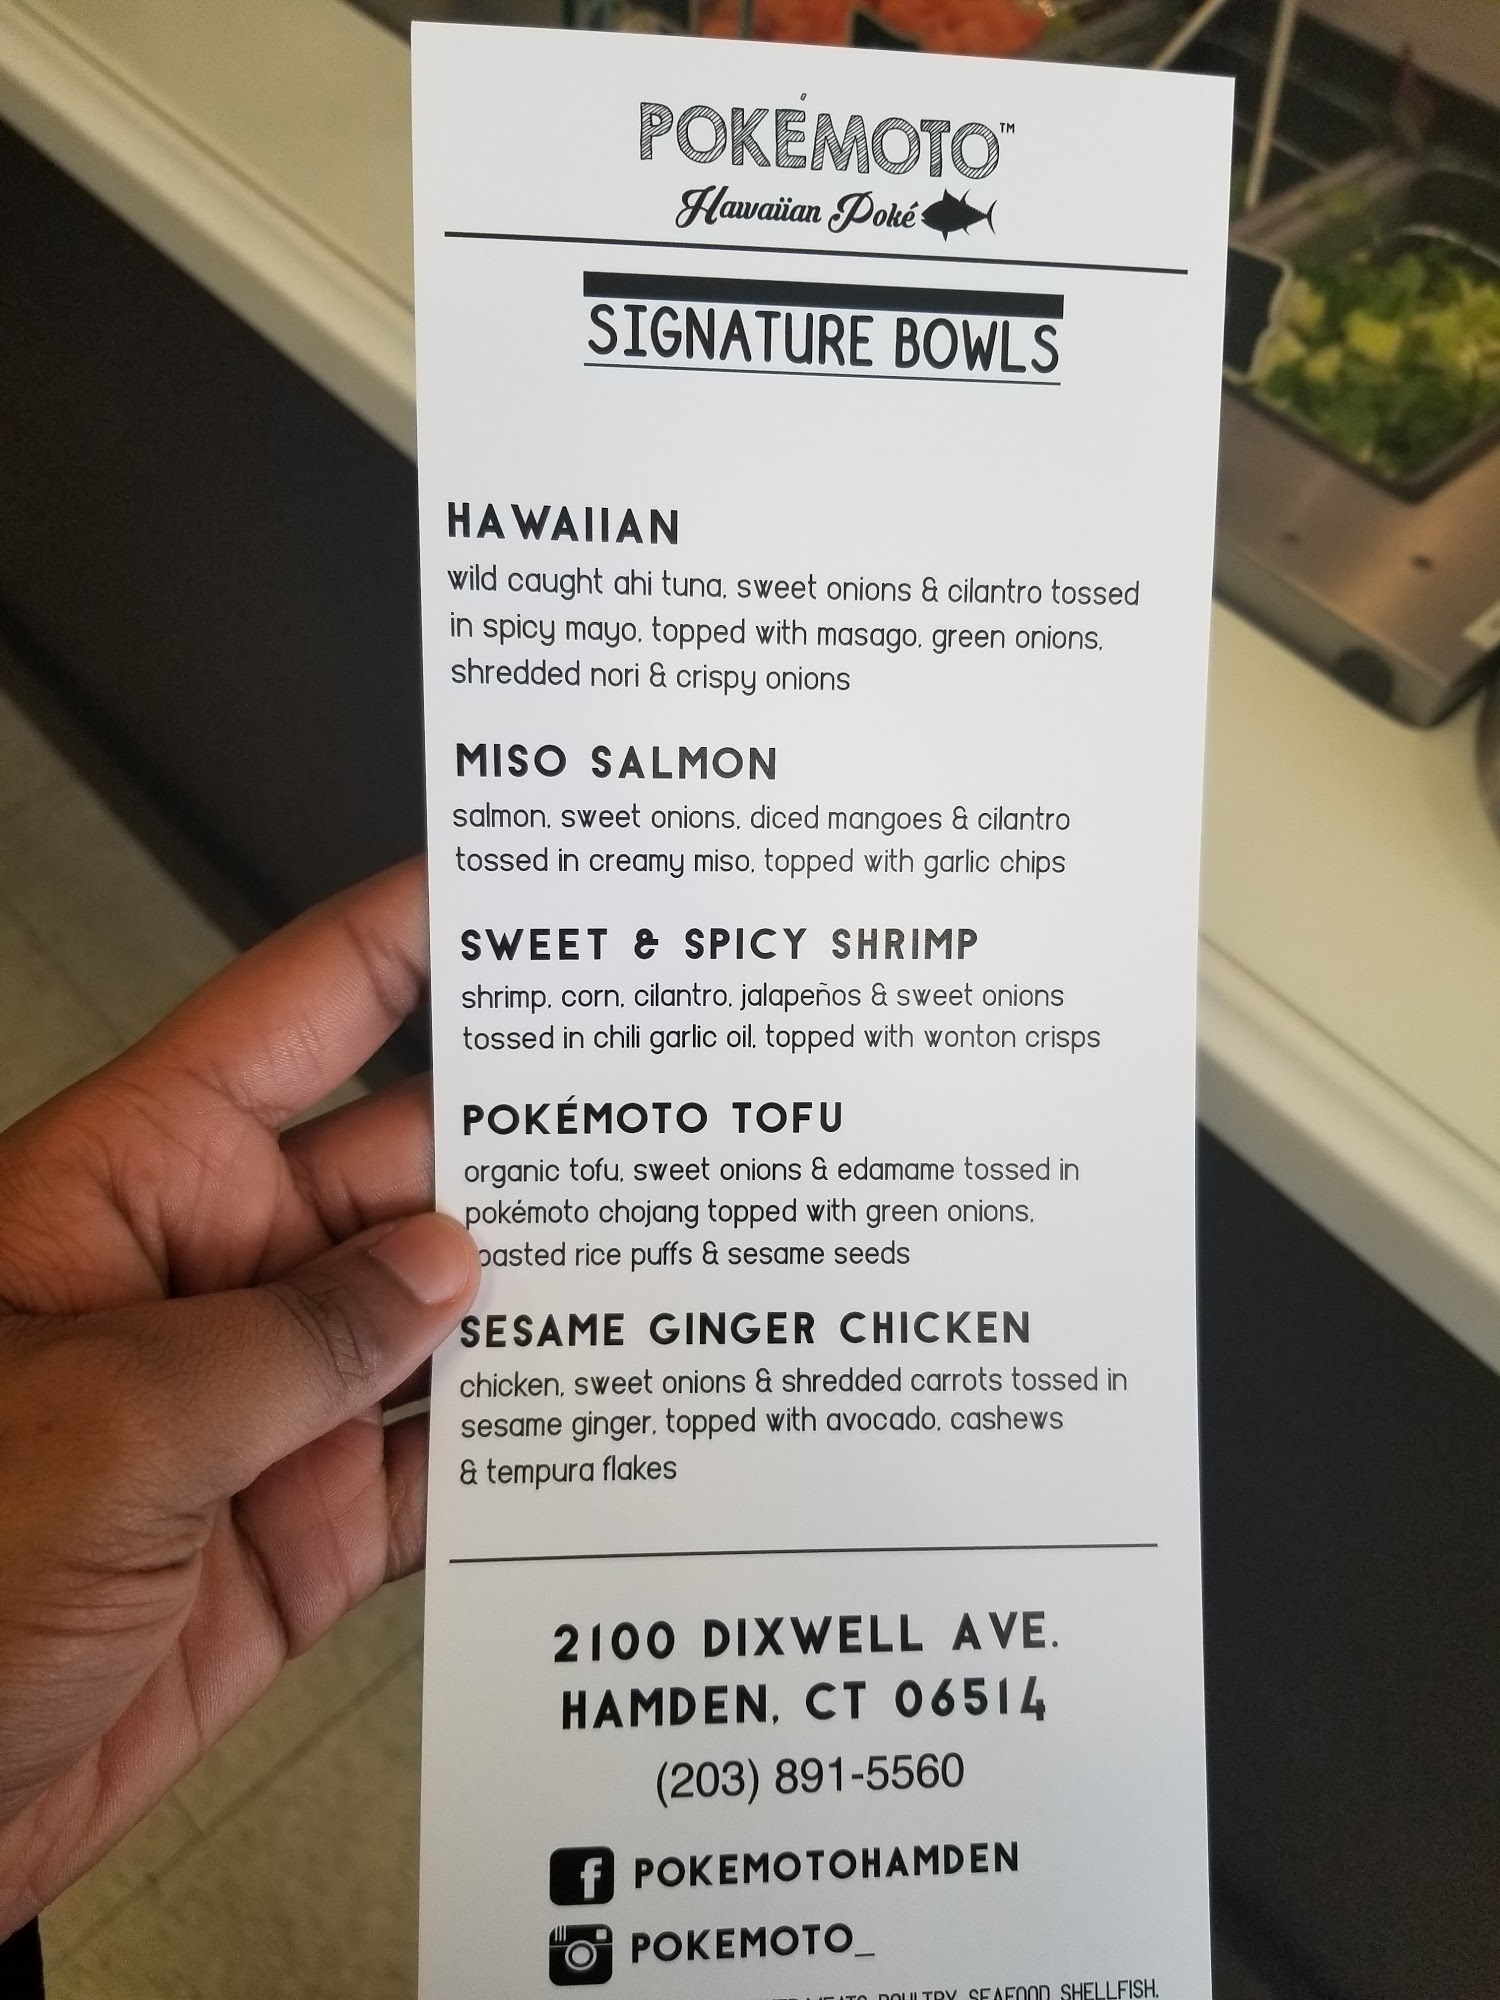 POKÉMOTO™
Hawaiian Poké
SIGNATURE BOWLS
HAWAIIAN
wild caught ahi tuna, sweet onions & cilantro tossed
in spicy mayo, topped with masago, green onions,
shredded nori & crispy onions
MISO SALMON
salmon, sweet onions, diced mangoes & cilantro
tossed in creamy miso, topped with garlic chips
SWEET & SPICY SHRIMP
shrimp, corn, cilantro, jalapeños & sweet onions
tossed in chili garlic oil, topped with wonton crisps
POKÉMOTO TOFU
organic tofu, sweet onions & edamame tossed in
pokémoto chojang topped with green onions,
oasted rice puffs & sesame seeds
SESAME GINGER CHICKEN
chicken, sweet onions & shredded carrots tossed in
sesame ginger, topped with avocado, cashews
& tempura flakes
2100 DIXWELL AVE.
HAMDEN, CT 06514
(203) 891-5560
POKEMOTOHAMDEN
POKEMOTO_
MEATS, POULTRY, SEAFOOD, SHELLFISH,